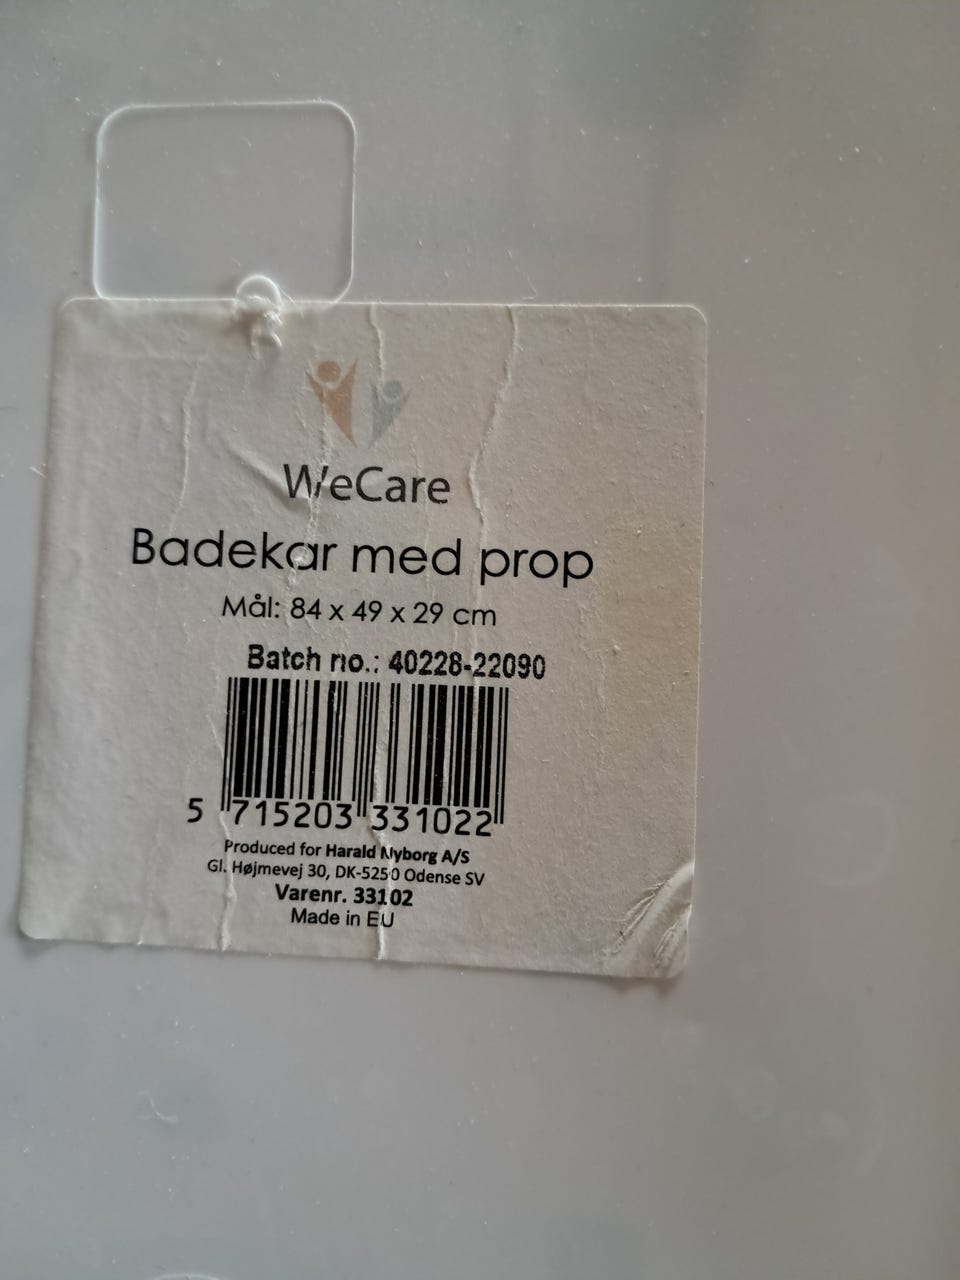 WeCare
Badekar med prop
Mål: 84 x 49 x 29 cm
Batch no.: 40228-22090
5 715203 331022
Produced for Harald Nyborg A/S
Gl. Højmevej 30, DK-5250 Odense SV
Varenr. 33102
Made in EU